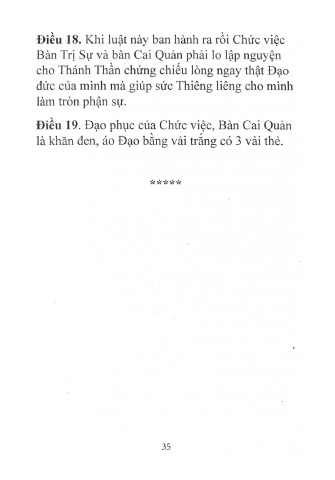 Điều 18. Khi luật này ban hành ra rồi Chức việc
Bàn Trị Sự và bàn Cai Quản phải lo lập nguyện
cho Thánh Thần chứng chiếu lòng ngay thật Đạo
đức của mình mà giúp sức Thiêng liêng cho mình
làm tròn phận sự.
Điều 19. Đạo phục của Chức việc, Bàn Cai Quản
là khăn đen, áo Đạo bằng vải trắng có 3 vải thẻ.
*****
35